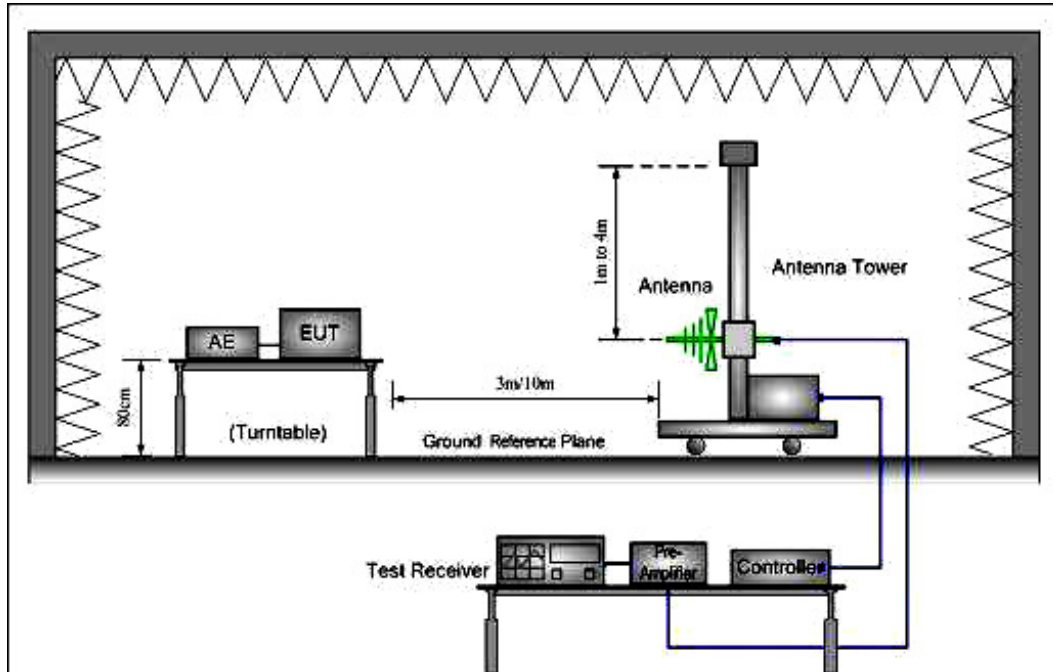 1m to 4m
Antenna Tower
Antenna
AE
EUT
3m/10m
80cm
(Turntable)
Ground Reference Plane
Test Receiver
Pre-
Amplifier
Controller